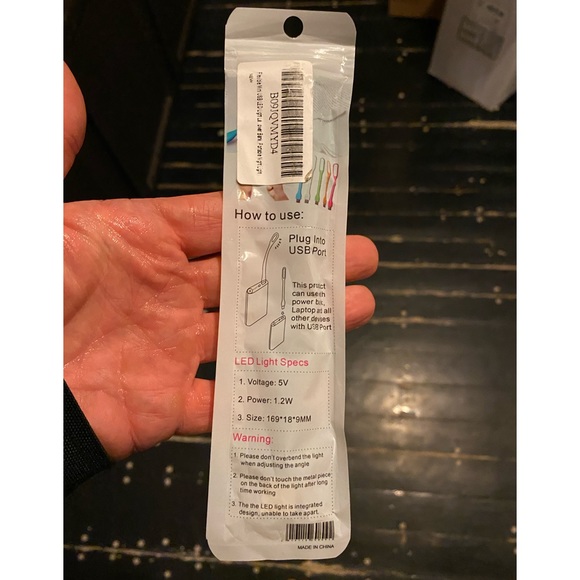 B09JQVMYD4
How to use:
Plug Into
USB Port
This prduct
can use th
power bank,
Laptop at all
other devices
with USB Port
LED Light Specs
1. Voltage: 5V
2. Power: 1.2W
3. Size: 169*18*9MM
Warning:
1. Please don't overbend the light
when adjusting the angle
2. Please don't touch the metal piece
on the back of the light after long
time working
3. The the LED light is integrated
design, unable to take apart.
MADE IN CHINA